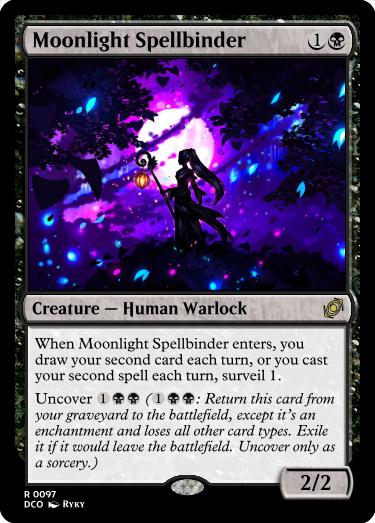 Moonlight Spellbinder 1
Creature — Human Warlock
When Moonlight Spellbinder enters, you
draw your second card each turn, or you cast
your second spell each turn, surveil 1.
Uncover 1 (1: Return this card from
your graveyard to the battlefield, except it's an
enchantment and loses all other card types. Exile
it if it would leave the battlefield. Uncover only as
a sorcery.)
2/2
R 0097
DCO Ryky